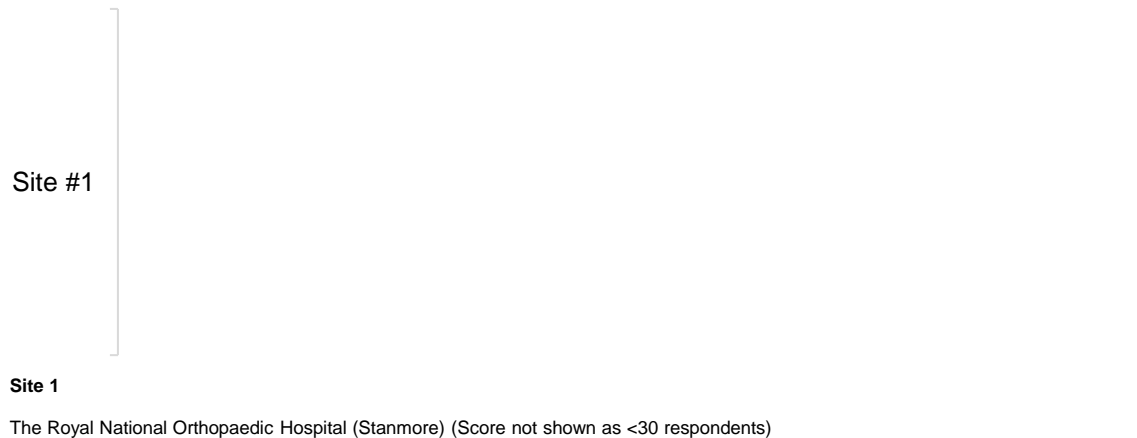 Site #1
Site 1
The Royal National Orthopaedic Hospital (Stanmore) (Score not shown as <30 respondents)